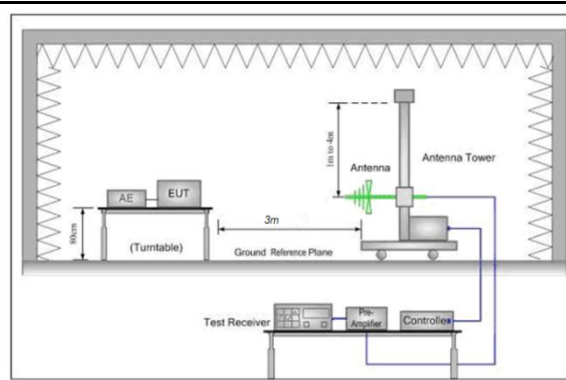 1m to 4m
Antenna
Antenna Tower
AE
EUT
80cm
(Turntable)
3m
Ground Reference Plane
Test Receiver
Pre-
Amplifier
Controller